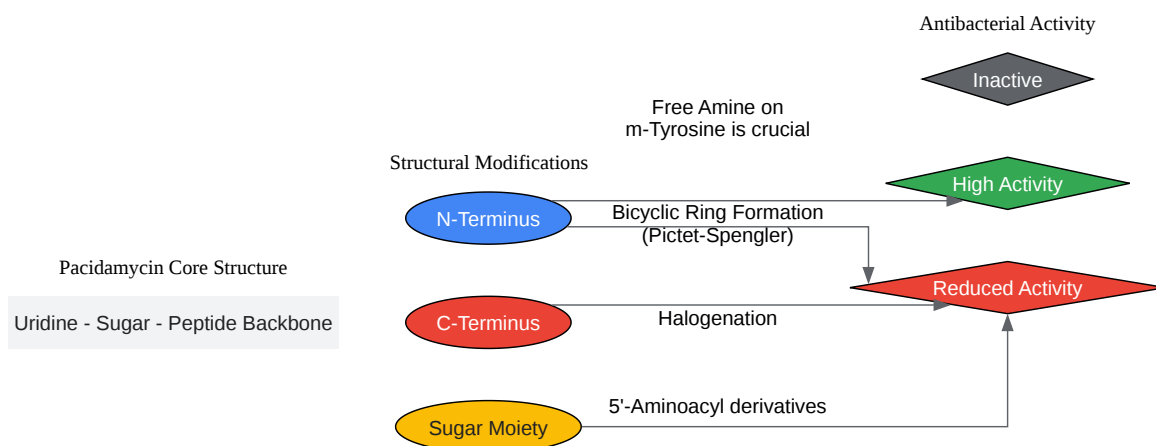 Antibacterial Activity
Inactive
Free Amine on
m-Tyrosine is crucial
Structural Modifications
High Activity
N-Terminus
Bicyclic Ring Formation
(Pictet-Spengler)
Pacidamycin Core Structure
Reduced Activity
Uridine - Sugar - Peptide Backbone
C-Terminus
Halogenation
5'-Aminoacyl derivatives
Sugar Moiety